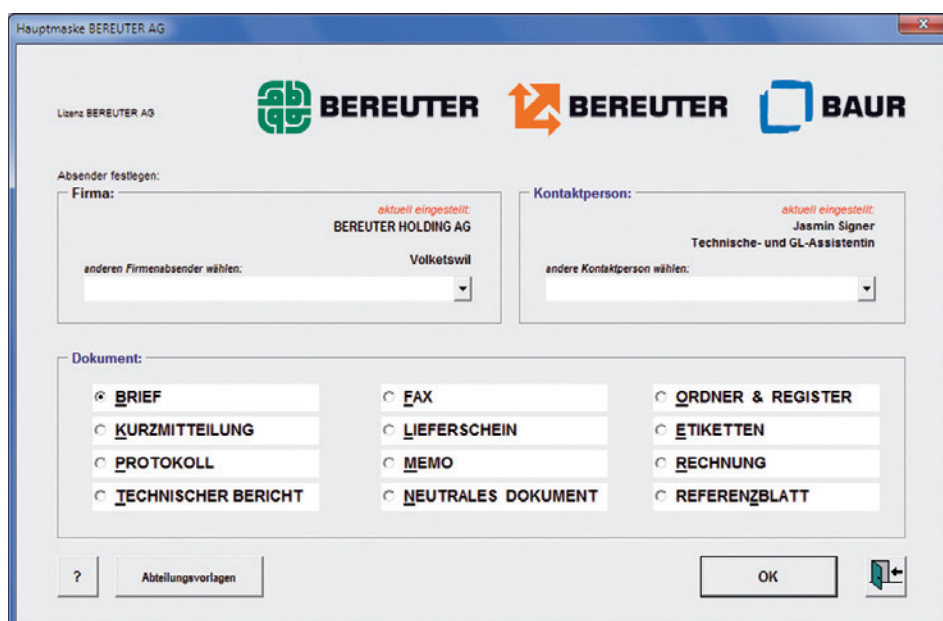 Hauptmaske BEREUTER AG
Lizenz BEREUTER AG
BEREUTER
BEREUTER
BAUR
Absender festlegen:
Firma:
aktuell eingestellt:
BEREUTER HOLDING AG
Volketswil
anderen Firmenabsender wählen:
Kontaktperson:
aktuell eingestellt:
Jasmin Signer
Technische- und GL-Assistentin
andere Kontaktperson wählen:
Dokument:
BRIEF
FAX
ORDNER & REGISTER
KURZMITTEILUNG
LIEFERSCHEIN
ETIKETTEN
PROTOKOLL
MEMO
RECHNUNG
TECHNISCHER BERICHT
NEUTRALES DOKUMENT
REFERENZBLATT
?
Abteilungsvorlagen
OK